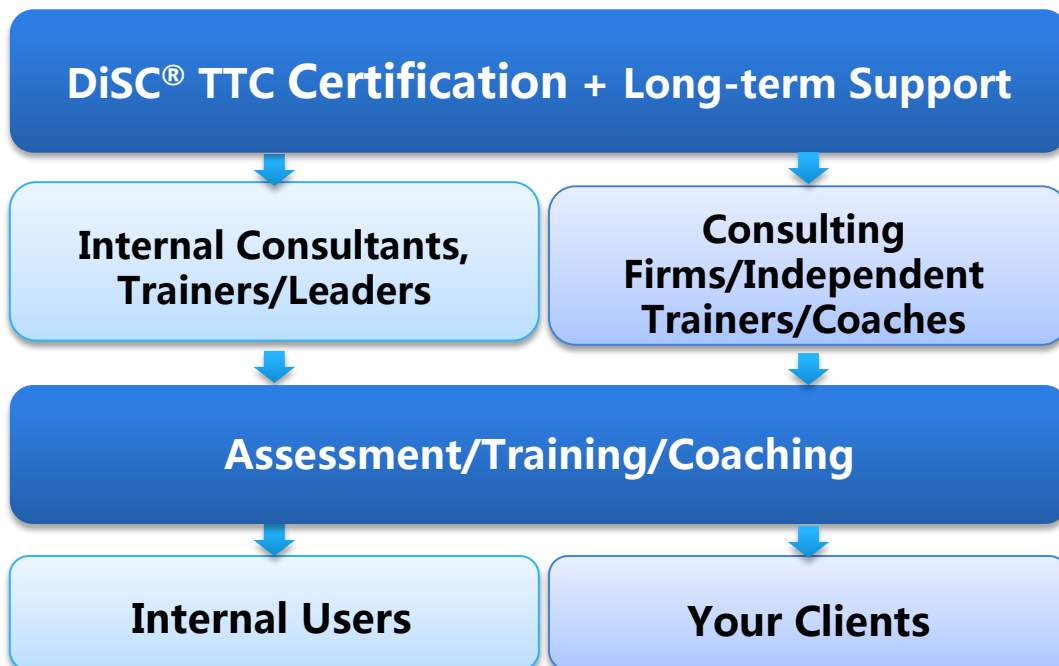 DiSC® TTC Certification + Long-term Support
Internal Consultants,
Trainers/Leaders
Consulting
Firms/Independent
Trainers/Coaches
Assessment/Training/Coaching
Internal Users
Your Clients